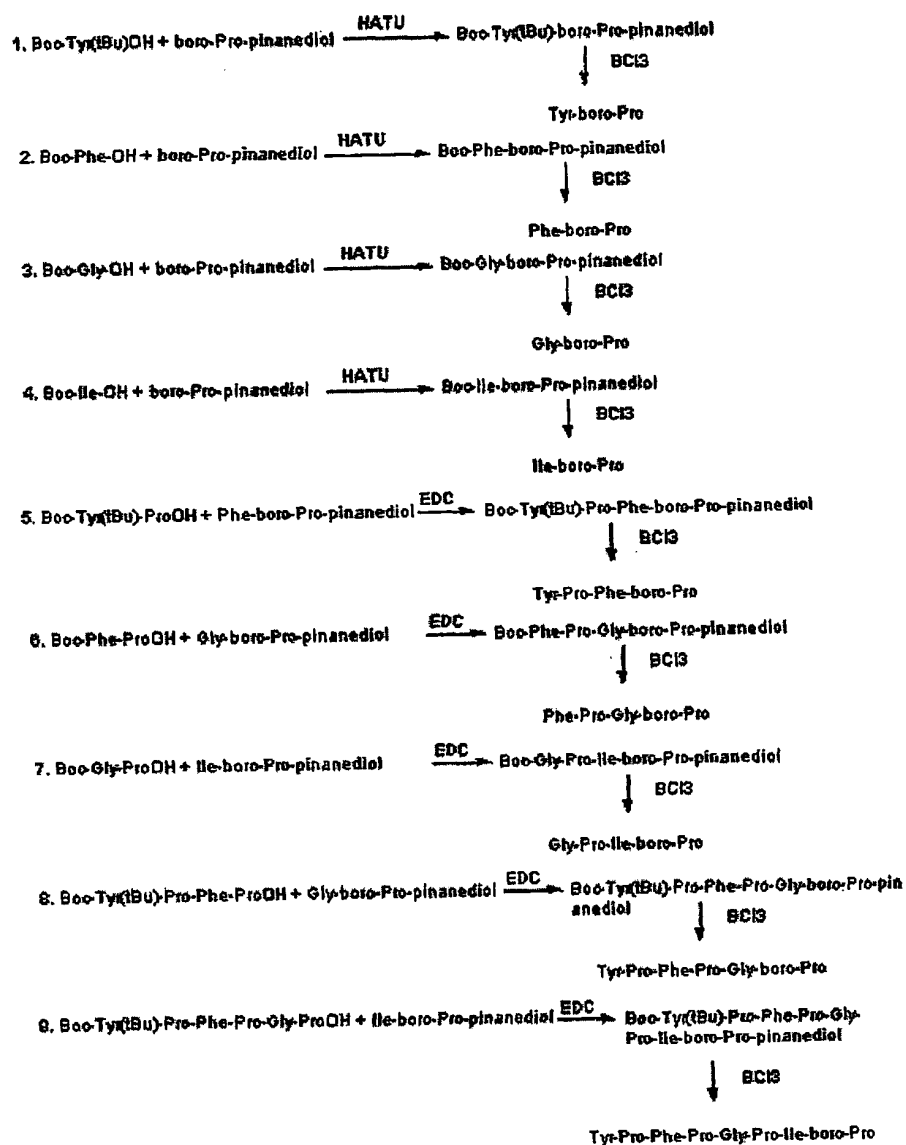 1. Boc-Tyr(tBu)OH + boro-Pro-pinanediol HATU Boc-Tyr(tBu)-boro-Pro-pinanediol
BCl3
Tyr-boro-Pro
2. Boc-Phe-OH + boro-Pro-pinanediol HATU Boc-Phe-boro-Pro-pinanediol
BCl3
Phe-boro-Pro
3. Boc-Gly-OH + boro-Pro-pinanediol HATU Boc-Gly-boro-Pro-pinanediol
BCl3
Gly-boro-Pro
4. Boc-Ile-OH + boro-Pro-pinanediol HATU Boc-Ile-boro-Pro-pinanediol
BCl3
Ile-boro-Pro
5. Boc-Tyr(tBu)-ProOH + Phe-boro-Pro-pinanediol EDC Boc-Tyr(tBu)-Pro-Phe-boro-Pro-pinanediol
BCl3
Tyr-Pro-Phe-boro-Pro
6. Boc-Phe-ProOH + Gly-boro-Pro-pinanediol EDC Boc-Phe-Pro-Gly-boro-Pro-pinanediol
BCl3
Phe-Pro-Gly-boro-Pro
7. Boc-Gly-ProOH + Ile-boro-Pro-pinanediol EDC Boc-Gly-Pro-Ile-boro-Pro-pinanediol
BCl3
Gly-Pro-Ile-boro-Pro
8. Boc-Tyr(tBu)-Pro-Phe-ProOH + Gly-boro-Pro-pinanediol EDC Boc-Tyr(tBu)-Pro-Phe-Pro-Gly-boro-Pro-pin
anediol
BCl3
Tyr-Pro-Phe-Pro-Gly-boro-Pro
9. Boc-Tyr(tBu)-Pro-Phe-Pro-Gly-ProOH + Ile-boro-Pro-pinanediol EDC Boc-Tyr(tBu)-Pro-Phe-Pro-Gly-
Pro-Ile-boro-Pro-pinanediol
BCl3
Tyr-Pro-Phe-Pro-Gly-Pro-Ile-boro-Pro